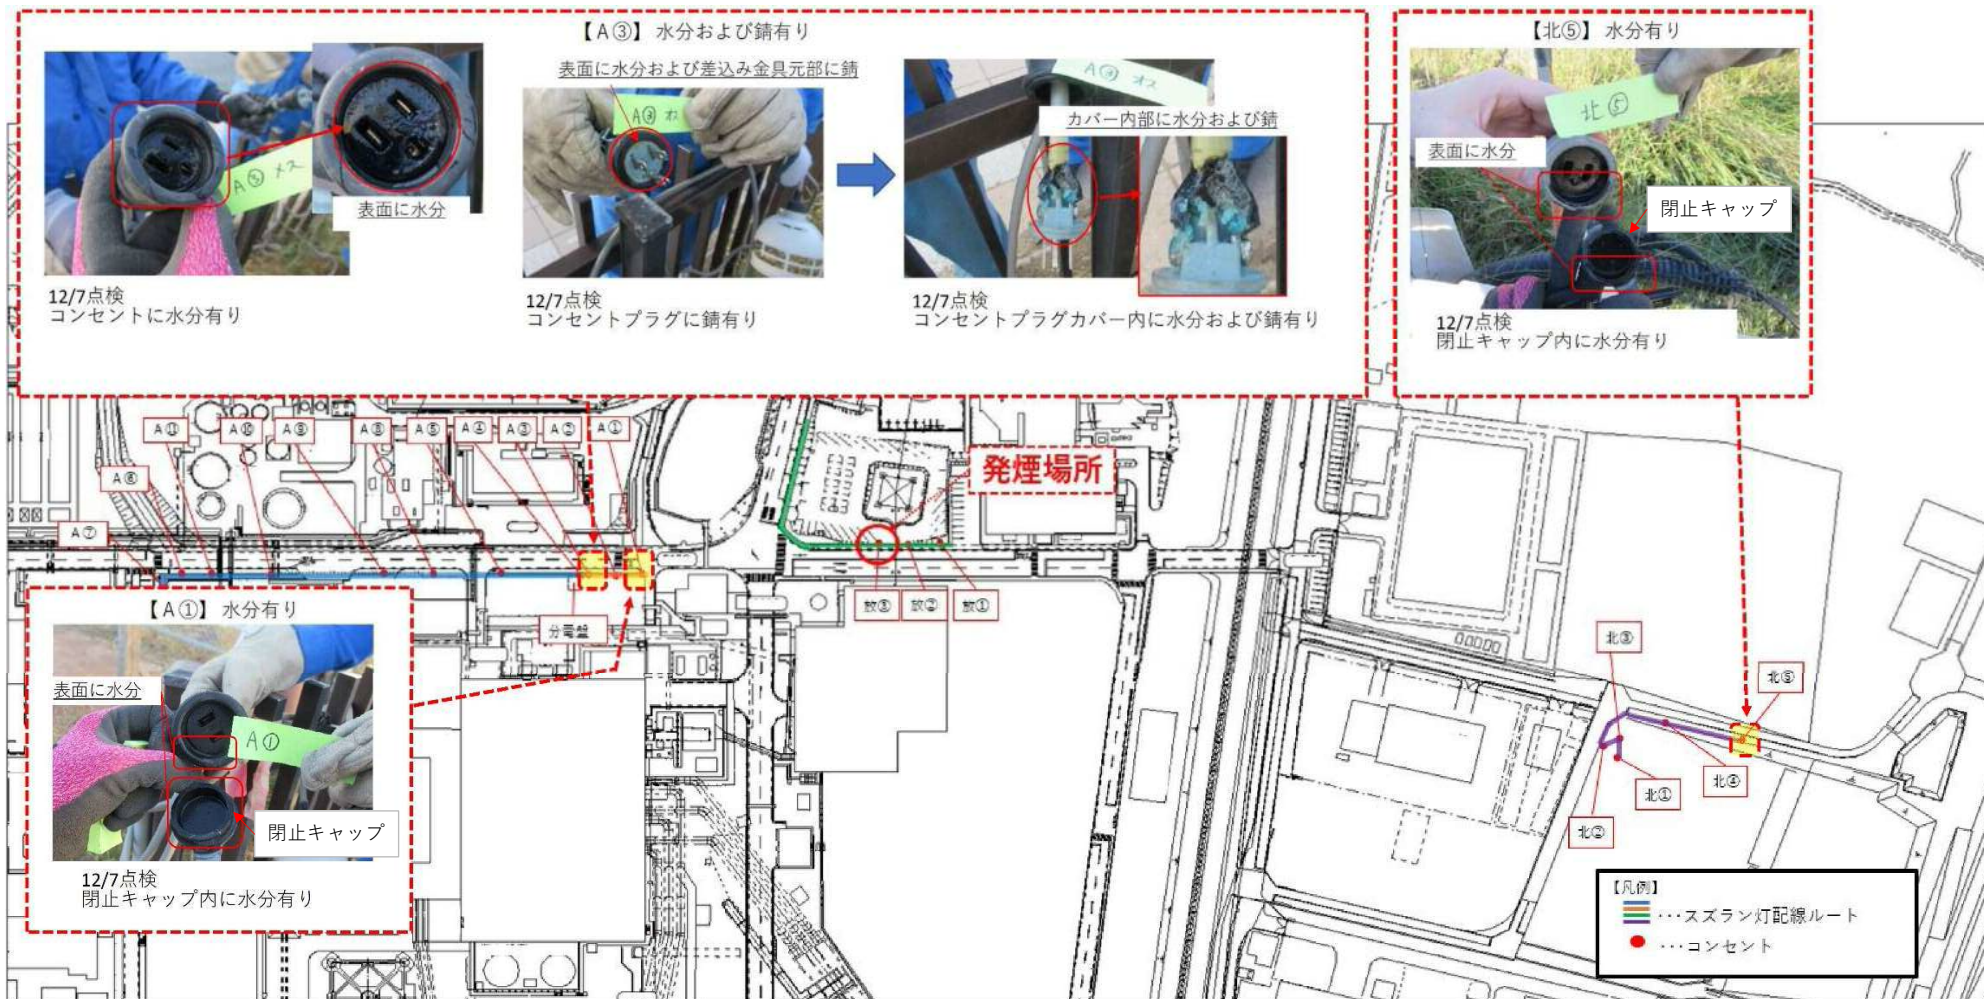 【A③】 水分および錆有り
表面に水分および差込み金具元部に錆
A③ メス
表面に水分
A③ オス
A③ オス
カバー内部に水分および錆
12/7点検
コンセントに水分有り
12/7点検
コンセントプラグに錆有り
12/7点検
コンセントプラグカバー内に水分および錆有り
【北⑤】 水分有り
北⑤
表面に水分
閉止キャップ
12/7点検
閉止キャップ内に水分有り
A⑪
A⑩
A⑨
A⑧
A⑤
A④
A③
A②
A①
A⑥
A⑦
発煙場所
放③
放②
放①
分電盤
【A①】 水分有り
表面に水分
A①
閉止キャップ
12/7点検
閉止キャップ内に水分有り
北③
北⑤
北④
北①
北②
【凡例】
･･･スズラン灯配線ルート
･･･コンセント